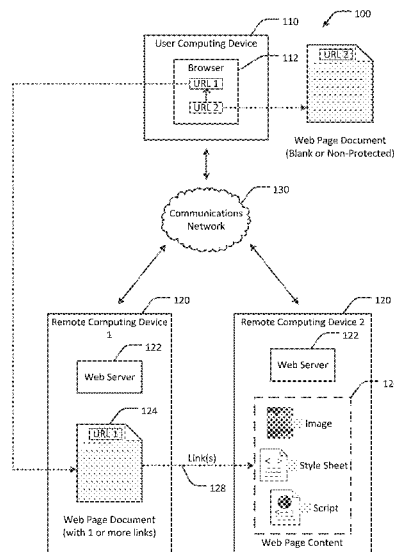 100
110
User Computing Device
112
Browser
URL 1
URL 2
URL 2
Web Page Document
(Blank or Non-Protected)
130
Communications
Network
120
Remote Computing Device
1
122
Web Server
124
URL 1
Link(s)
128
Web Page Document
(with 1 or more links)
120
Remote Computing Device 2
122
Web Server
12
Image
Style Sheet
Script
Web Page Content